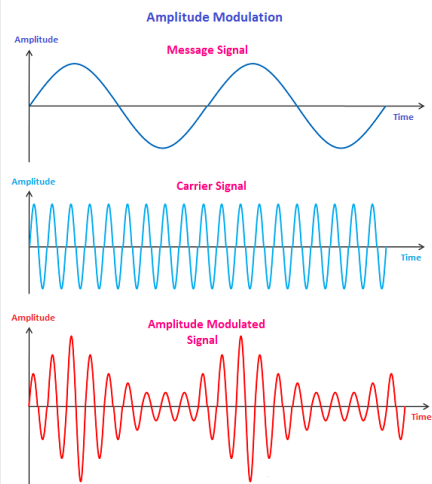 Amplitude Modulation
Amplitude
Message Signal
Time
Amplitude
Carrier Signal
Time
Amplitude
Amplitude Modulated
Signal
Time